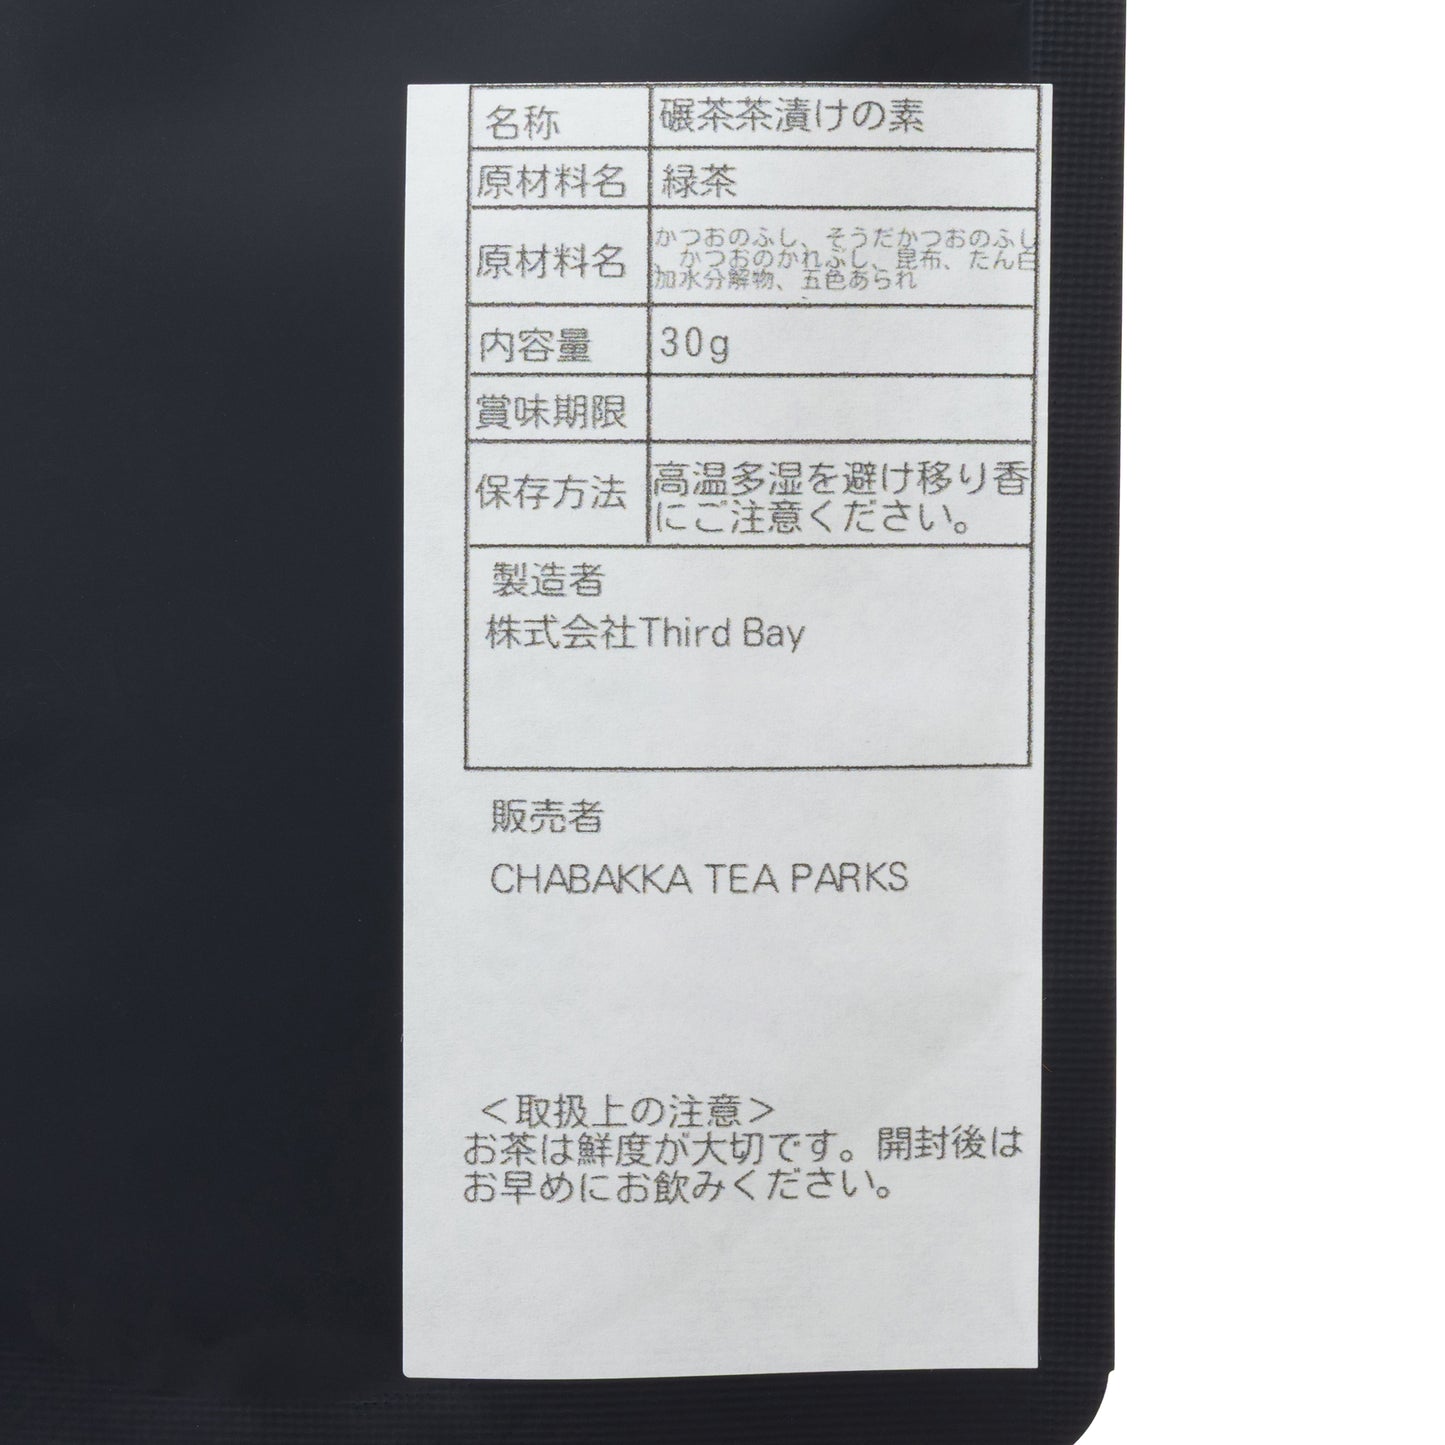 名称 碾茶茶漬けの素
原材料名 緑茶
原材料名 かつおのふし、そうだかつおのふし
、かつおのかれぶし、昆布、たん白
加水分解物、五色あられ
内容量 30g
賞味期限
保存方法 高温多湿を避け移り香
にご注意ください。
製造者
株式会社Third Bay
販売者
CHABAKKA TEA PARKS
＜取扱上の注意＞
お茶は鮮度が大切です。開封後は
お早めにお飲みください。